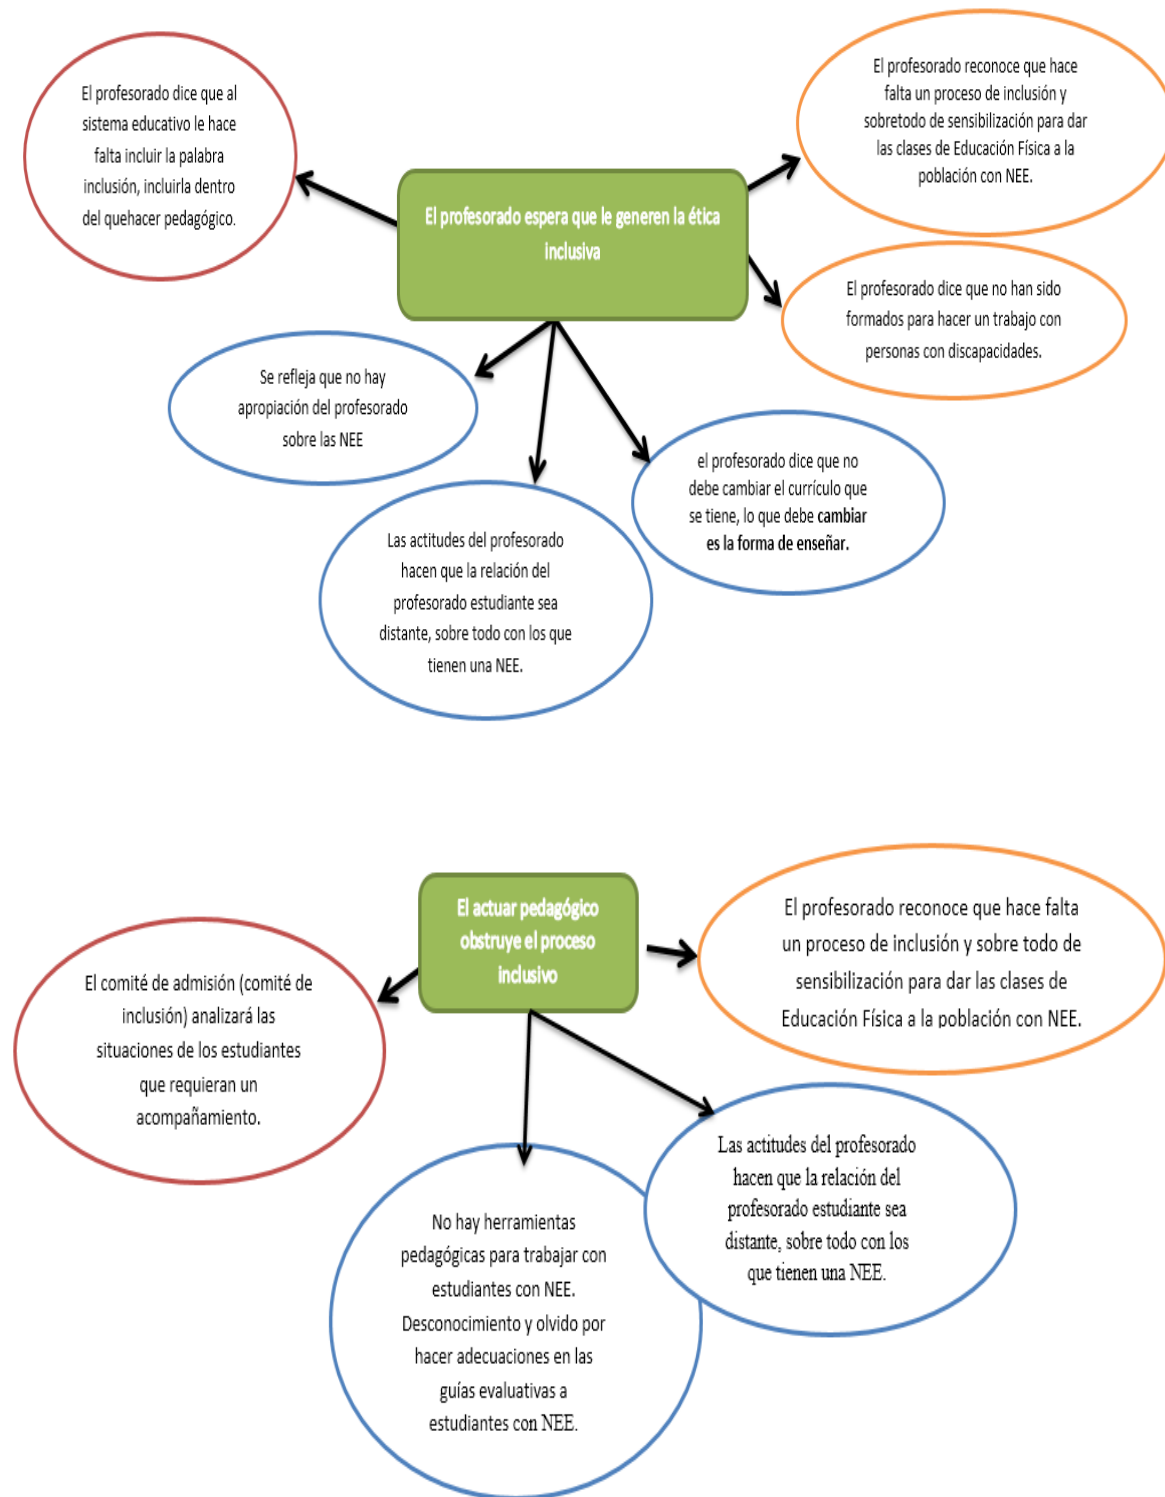 El profesorado dice que al
sistema educativo le hace
falta incluir la palabra
inclusión, incluirla dentro
del quehacer pedagógico.
El profesorado espera que le generen la ética
inclusiva
El profesorado reconoce que hace
falta un proceso de inclusión y
sobretodo de sensibilización para dar
las clases de Educación Física a la
población con NEE.
El profesorado dice que no han sido
formados para hacer un trabajo con
personas con discapacidades.
Se refleja que no hay
apropiación del profesorado
sobre las NEE
Las actitudes del profesorado
hacen que la relación del
profesorado estudiante sea
distante, sobre todo con los que
tienen una NEE.
el profesorado dice que no
debe cambiar el currículo que
se tiene, lo que debe cambiar
es la forma de enseñar.
El actuar pedagógico
obstruye el proceso
inclusivo
El profesorado reconoce que hace falta
un proceso de inclusión y sobre todo de
sensibilización para dar las clases de
Educación Física a la población con NEE.
El comité de admisión (comité de
inclusión) analizará las
situaciones de los estudiantes
que requieran un
acompañamiento.
Las actitudes del profesorado
hacen que la relación del
profesorado estudiante sea
distante, sobre todo con los
que tienen una NEE.
No hay herramientas
pedagógicas para trabajar con
estudiantes con NEE.
Desconocimiento y olvido por
hacer adecuaciones en las
guías evaluativas a
estudiantes con NEE.